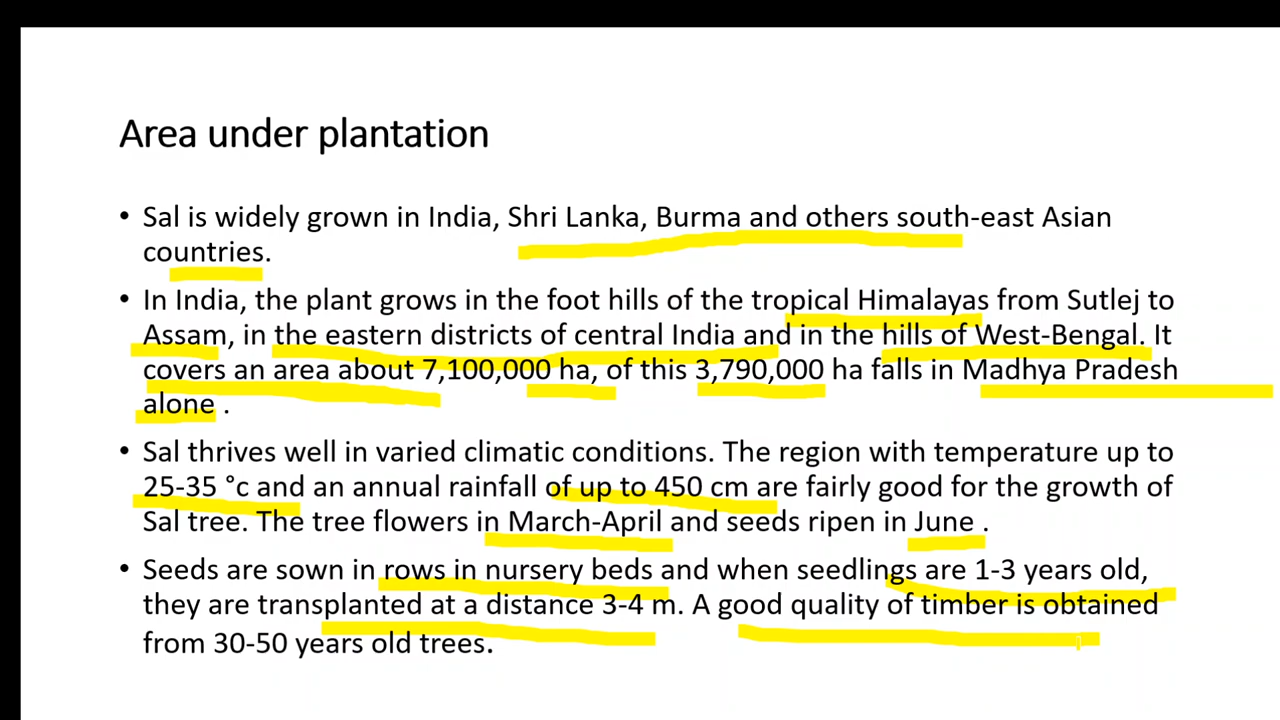 Area under plantation
• Sal is widely grown in India, Shri Lanka, Burma and others south-east Asian
countries.
• In India, the plant grows in the foot hills of the tropical Himalayas from Sutlej to
Assam, in the eastern districts of central India and in the hills of West-Bengal. It
covers an area about 7,100,000 ha, of this 3,790,000 ha falls in Madhya Pradesh
alone .
• Sal thrives well in varied climatic conditions. The region with temperature up to
25-35 °c and an annual rainfall of up to 450 cm are fairly good for the growth of
Sal tree. The tree flowers in March-April and seeds ripen in June .
• Seeds are sown in rows in nursery beds and when seedlings are 1-3 years old,
they are transplanted at a distance 3-4 m. A good quality of timber is obtained
from 30-50 years old trees.